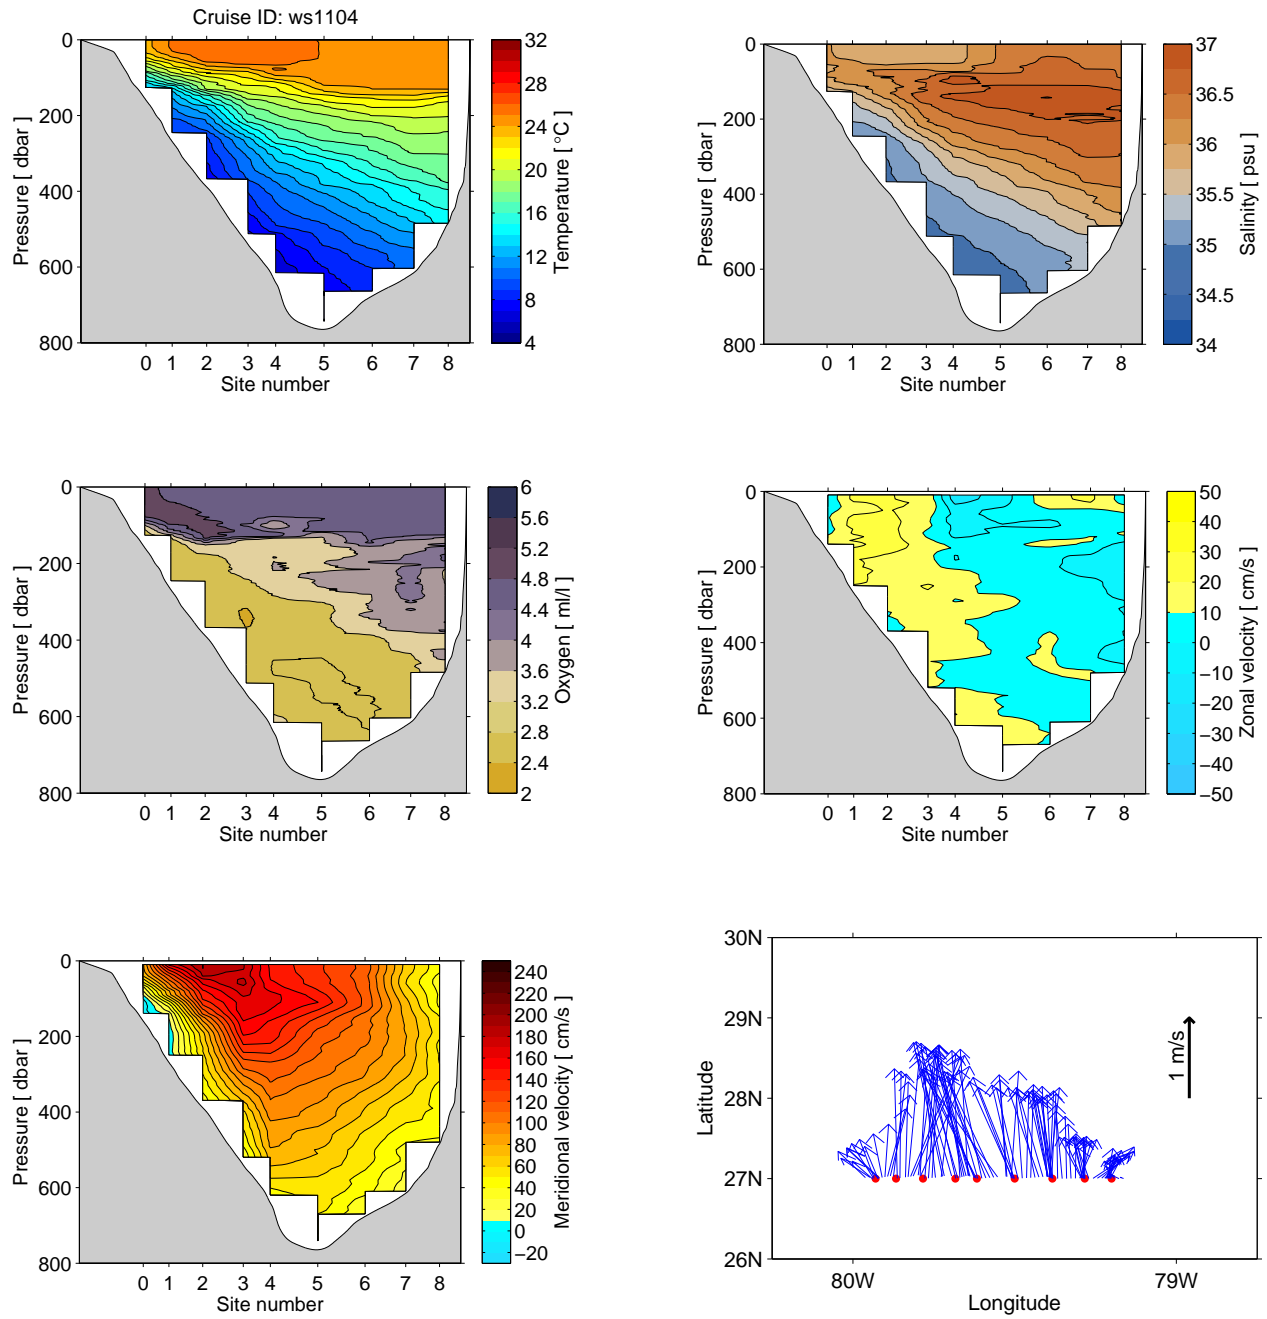 Cruise ID: ws1104
0
200
400
600
800
Pressure [ dbar]
0 1 2 3 4 5 6 7 8
Site number
32
28
24
20
16
12
8
4
Temperature [ °C]
0
200
400
600
800
Pressure [ dbar]
0 1 2 3 4 5 6 7 8
Site number
37
36.5
36
35.5
35
34.5
34
Salinity [ psu]
0
200
400
600
800
Pressure [ dbar]
0 1 2 3 4 5 6 7 8
Site number
6
5.6
5.2
4.8
4.4
4
3.6
3.2
2.8
2.4
2
Oxygen [ ml/l]
0
200
400
600
800
Pressure [ dbar]
0 1 2 3 4 5 6 7 8
Site number
50
40
30
20
10
0
−10
−20
−30
−40
−50
Zonal velocity [ cm/s]
0
200
400
600
800
Pressure [ dbar]
0 1 2 3 4 5 6 7 8
Site number
240
220
200
180
160
140
120
100
80
60
40
20
0
−20
Meridional velocity [ cm/s ]
30N
29N
28N
27N
26N
Latitude
1 m/s
80W 79W
Longitude